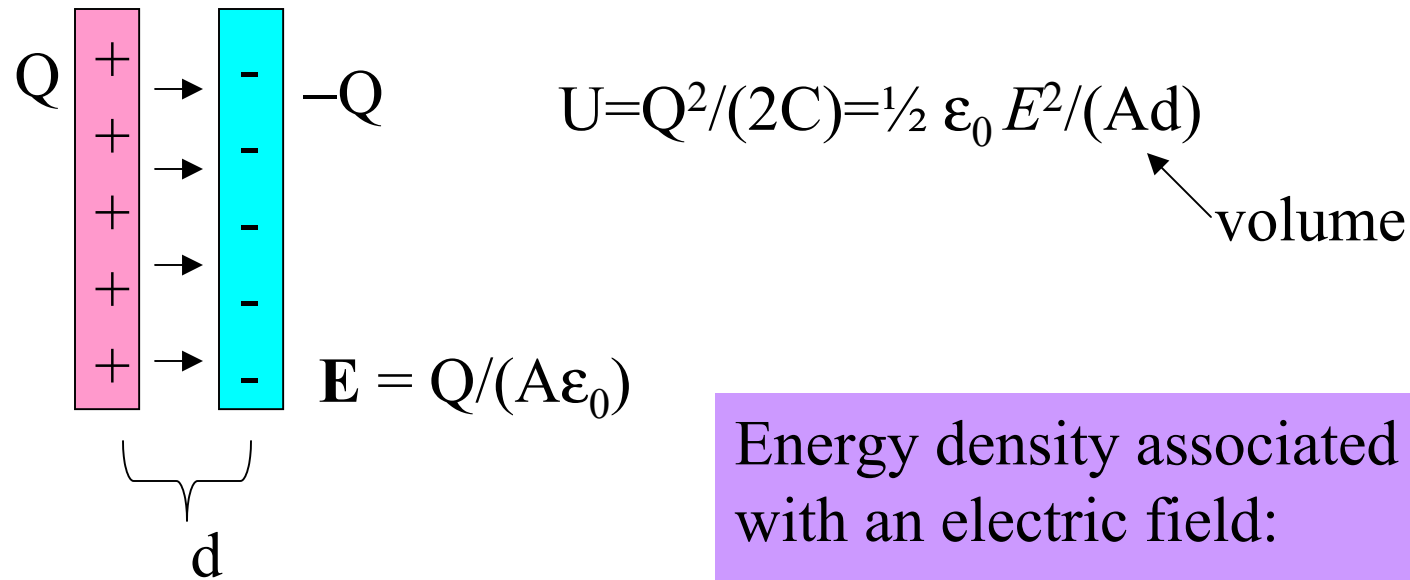 Q
+ -
+ -
+ -
+ -
+ -
–Q
U=Q²/(2C)=½ ε₀ E²/(Ad)
volume
E = Q/(Aε₀)
d
Energy density associated
with an electric field: